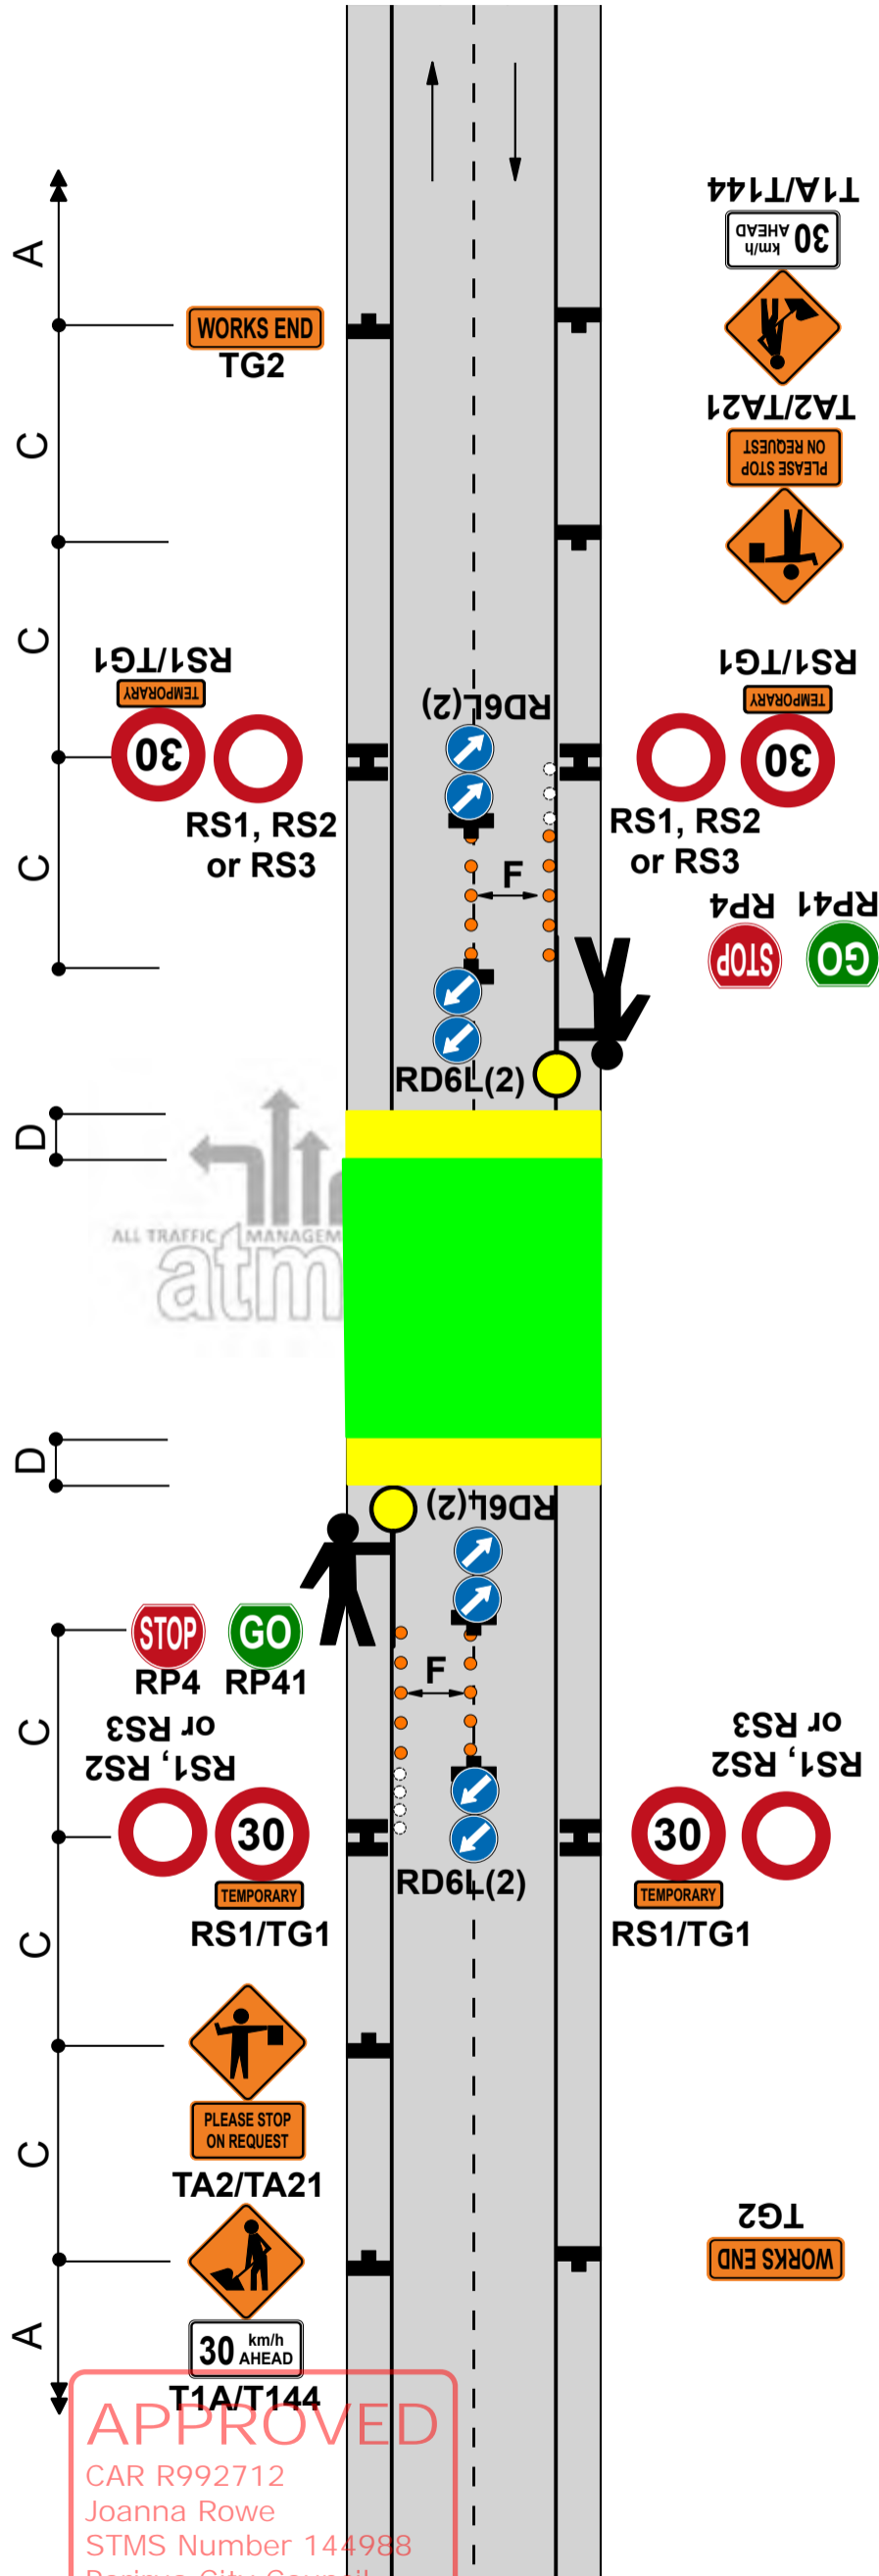 A
T1A/T144
30 km/h AHEAD
WORKS END
TG2
TA2/TA21
PLEASE STOP
ON REQUEST
C
C
RS1/TG1
TEMPORARY
30
RS1, RS2
or RS3
RD6L(2)
RS1/TG1
TEMPORARY
30
RS1, RS2
or RS3
C
F
RP4
RP41
STOP
GO
RD6L(2)
D
ALL TRAFFIC MANAGEM
atm
D
RD6L(2)
STOP
GO
RP4
RP41
F
C
RS1, RS2
or RS3
30
TEMPORARY
RS1/TG1
RD6L(2)
RS1, RS2
or RS3
30
TEMPORARY
RS1/TG1
C
PLEASE STOP
ON REQUEST
TA2/TA21
C
TG2
WORKS END
A
30 km/h AHEAD
T1A/T144
APPROVED
CAR R992712
Joanna Rowe
STMS Number 144988
Porirua City Council